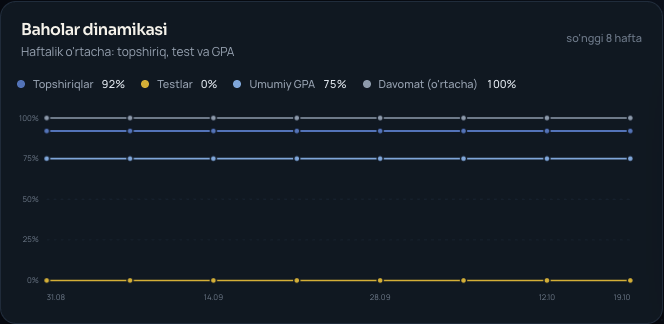 Baholar dinamikasi
Haftalik o'rtacha: topshiriq, test va GPA
so'nggi 8 hafta
Topshiriqlar 92% Testlar 0% Umumiy GPA 75% Davomat (o'rtacha) 100%
100%
75%
50%
25%
0%
31.08 14.09 28.09 12.10 19.10